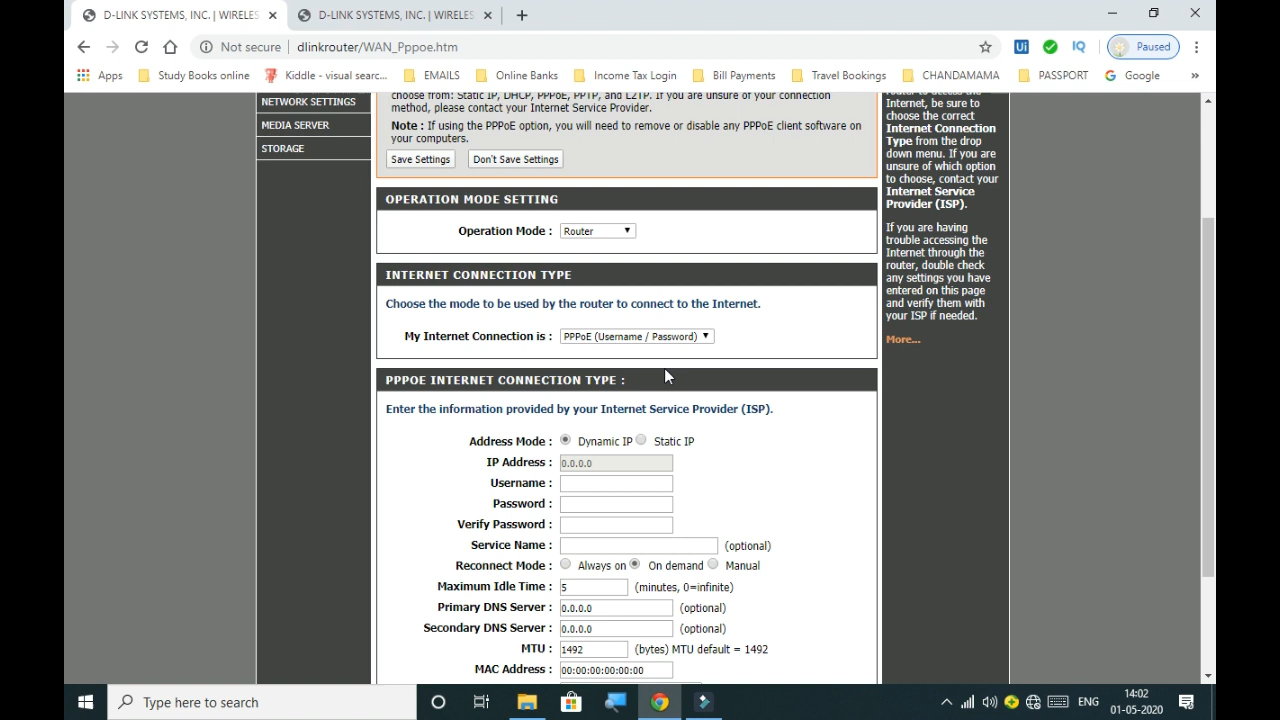 D-LINK SYSTEMS, INC. | WIRELES
D-LINK SYSTEMS, INC. | WIRELES
Not secure | dlinkrouter/WAN_Pppoe.htm
Ui
IQ
Paused
Apps
Study Books online
Kiddle - visual searc...
EMAILS
Online Banks
Income Tax Login
Bill Payments
Travel Bookings
CHANDAMAMA
PASSPORT
Google
»
NETWORK SETTINGS
MEDIA SERVER
STORAGE
choose from: Static IP, DHCP, PPPoE, PPTP, and L2TP. If you are unsure of your connection
method, please contact your Internet Service Provider.
Note : If using the PPPoE option, you will need to remove or disable any PPPoE client software on
your computers.
Save Settings
Don't Save Settings
OPERATION MODE SETTING
Operation Mode : Router
INTERNET CONNECTION TYPE
Choose the mode to be used by the router to connect to the Internet.
My Internet Connection is : PPPoE (Username / Password)
PPPOE INTERNET CONNECTION TYPE :
Enter the information provided by your Internet Service Provider (ISP).
Address Mode : Dynamic IP Static IP
IP Address : 0.0.0.0
Username :
Password :
Verify Password :
Service Name : (optional)
Reconnect Mode : Always on On demand Manual
Maximum Idle Time : 5 (minutes, 0=infinite)
Primary DNS Server : 0.0.0.0 (optional)
Secondary DNS Server : 0.0.0.0 (optional)
MTU : 1492 (bytes) MTU default = 1492
MAC Address : 00:00:00:00:00:00
router to access the
Internet, be sure to
choose the correct
Internet Connection
Type from the drop
down menu. If you are
unsure of which option
to choose, contact your
Internet Service
Provider (ISP).
If you are having
trouble accessing the
Internet through the
router, double check
any settings you have
entered on this page
and verify them with
your ISP if needed.
More...
Type here to search
ENG
14:02
01-05-2020